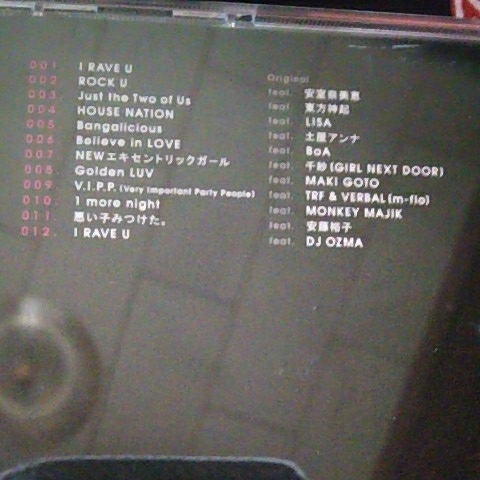 001. I RAVE U Original
002. ROCK U feat. 安室奈美恵
003. Just the Two of Us feat. 東方神起
004. HOUSE NATION feat. LISA
005. Bangalicious feat. 土屋アンナ
006. Believe in LOVE feat. BoA
007. NEWエキセントリックガール feat. 千紗 (GIRL NEXT DOOR)
008. Golden LUV feat. MAKI GOTO
009. V.I.P.P. (Very Important Party People) feat. TRF & VERBAL (m-flo)
010. 1 more night feat. MONKEY MAJIK
011. 悪い子みつけた。 feat. 安藤裕子
012. I RAVE U feat. DJ OZMA